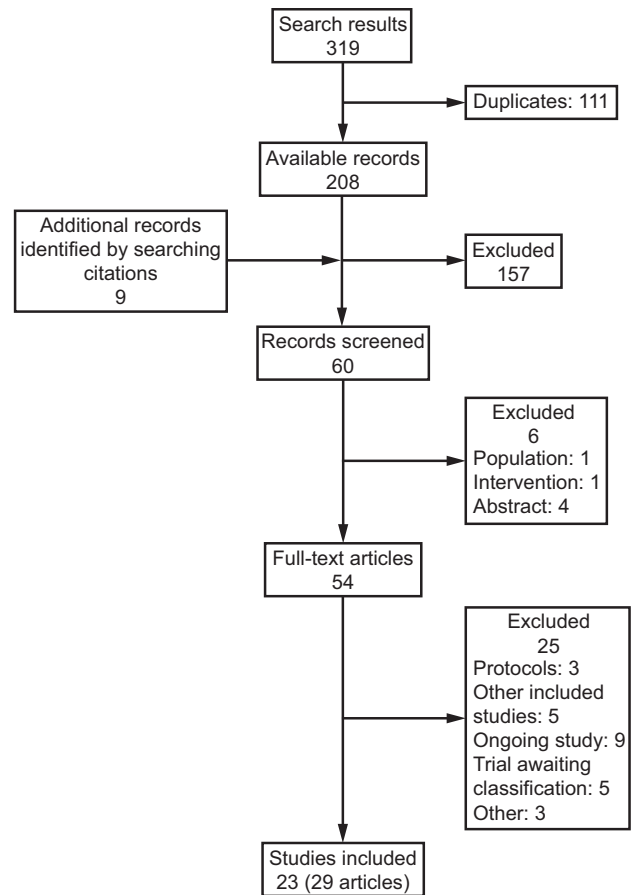 Search results
319
Duplicates: 111
Available records
208
Additional records
identified by searching
citations
9
Excluded
157
Records screened
60
Excluded
6
Population: 1
Intervention: 1
Abstract: 4
Full-text articles
54
Excluded
25
Protocols: 3
Other included
studies: 5
Ongoing study: 9
Trial awaiting
classification: 5
Other: 3
Studies included
23 (29 articles)